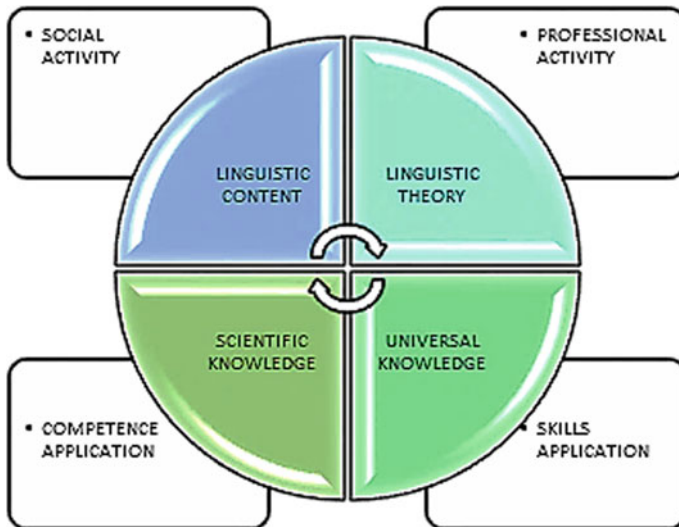 • SOCIAL
ACTIVITY
• PROFESSIONAL
ACTIVITY
LINGUISTIC
CONTENT
LINGUISTIC
THEORY
SCIENTIFIC
KNOWLEDGE
UNIVERSAL
KNOWLEDGE
• COMPETENCE
APPLICATION
• SKILLS
APPLICATION